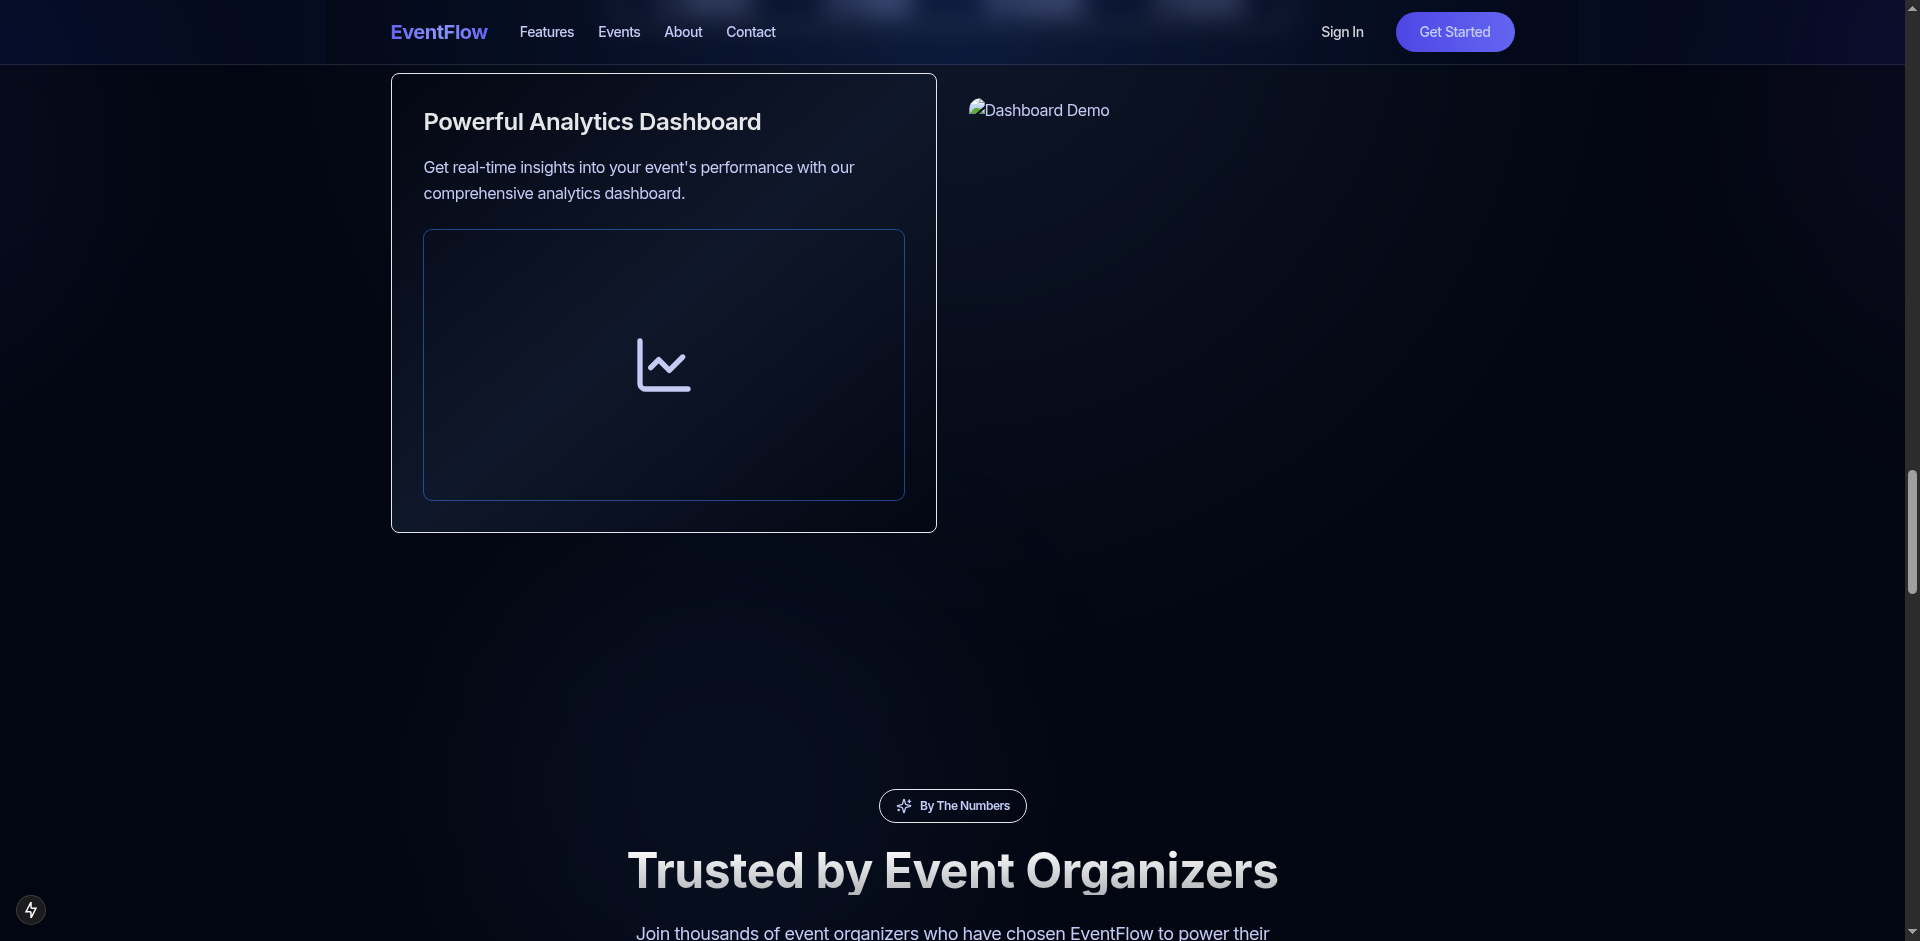 EventFlow
Features
Events
About
Contact
Sign In
Get Started
Powerful Analytics Dashboard
Get real-time insights into your event's performance with our
comprehensive analytics dashboard.
Dashboard Demo
By The Numbers
Trusted by Event Organizers
Join thousands of event organizers who have chosen EventFlow to power their